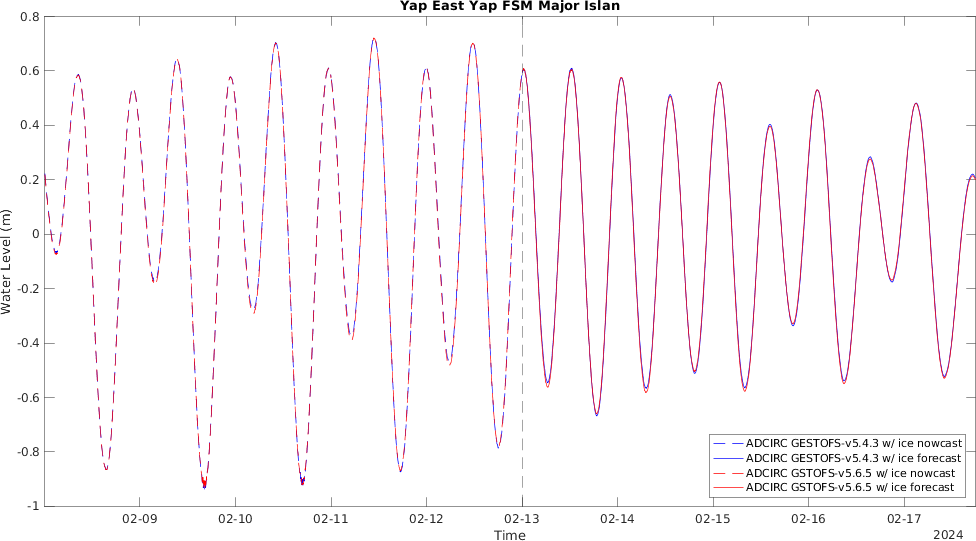 Yap East Yap FSM Major Islan
Water Level (m)
0.8
0.6
0.4
0.2
0
-0.2
-0.4
-0.6
-0.8
-1
ADCIRC GESTOFS-v5.4.3 w/ ice nowcast
ADCIRC GESTOFS-v5.4.3 w/ ice forecast
ADCIRC GSTOFS-v5.6.5 w/ ice nowcast
ADCIRC GSTOFS-v5.6.5 w/ ice forecast
02-09 02-10 02-11 02-12 02-13 02-14 02-15 02-16 02-17
Time
2024